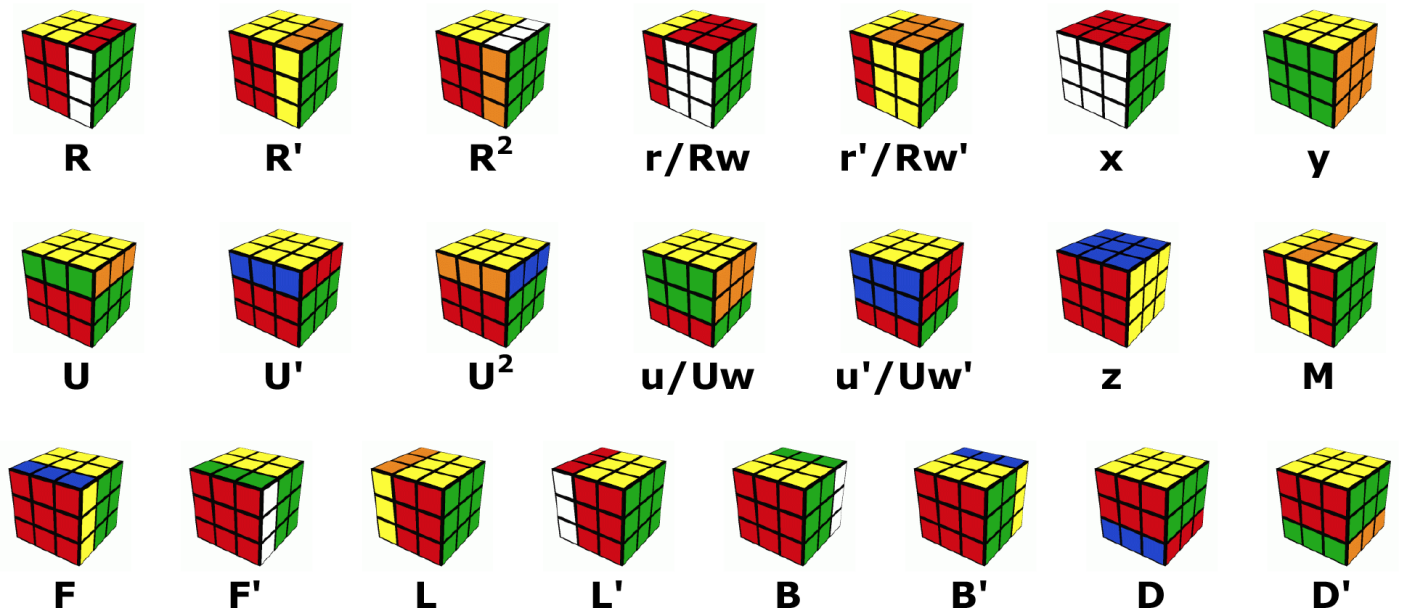 R R' R² r/Rw r'/Rw' x y
U U' U² u/Uw u'/Uw' z M
F F' L L' B B' D D'